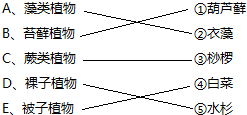 A、藻类植物 ①葫芦藓
B、苔藓植物 ②衣藻
C、蕨类植物 ③桫椤
D、裸子植物 ④白菜
E、被子植物 ⑤水杉